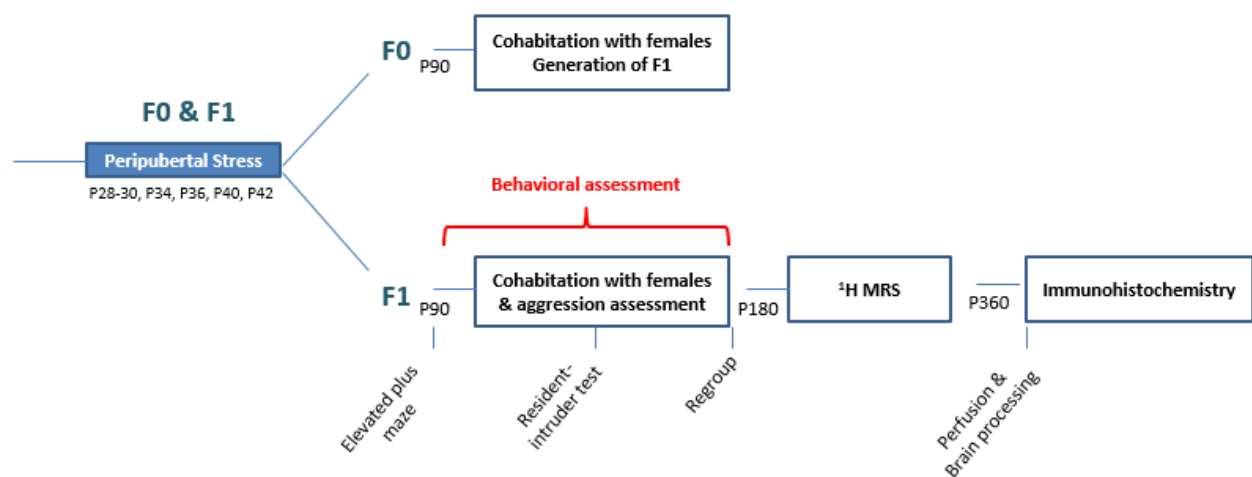 F0 & F1
Peripubertal Stress
P28-30, P34, P36, P40, P42
F0
P90
Cohabitation with females
Generation of F1
Behavioral assessment
F1
P90
Cohabitation with females
& aggression assessment
P180
¹H MRS
P360
Immunohistochemistry
Elevated plus
maze
Resident-
intruder test
Regroup
Perfusion &
Brain processing